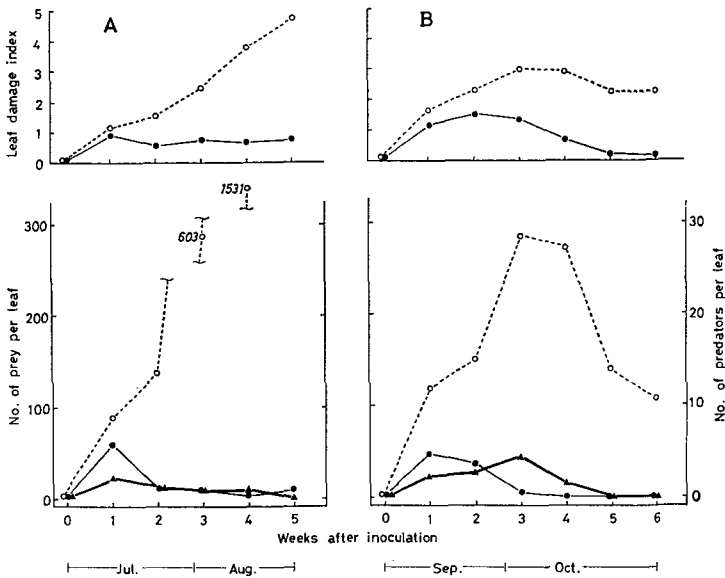 A
B
Leaf damage index
5
4
3
2
1
0
1531
603
300
200
100
0
No. of prey per leaf
30
20
10
0
No. of predators per leaf
0 1 2 3 4 5
0 1 2 3 4 5 6
Weeks after inoculation
Jul. Aug.
Sep. Oct.